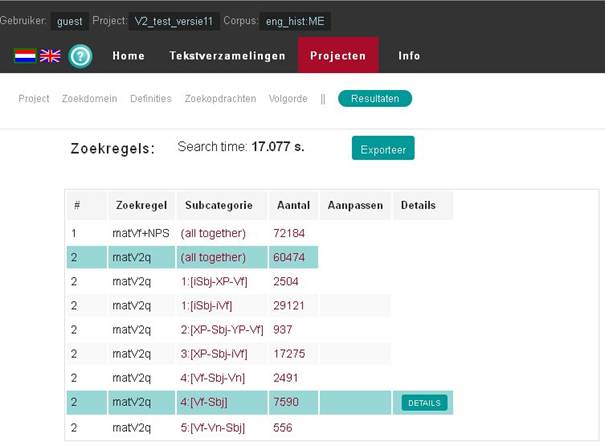 Gebruiker: guest Project: V2_test_versie11 Corpus: eng_hist:ME
? Home Tekstverzamelingen Projecten Info
Project Zoekdomein Definities Zoekopdrachten Volgorde || Resultaten
Zoekregels: Search time: 17.077 s. Exporteer
# Zoekregel Subcategorie Aantal Aanpassen Details
1 matVf+NPS (all together) 72184
2 matV2q (all together) 60474
2 matV2q 1:[iSbj-XP-Vf] 2504
2 matV2q 1:[iSbj-iVf] 29121
2 matV2q 2:[XP-Sbj-YP-Vf] 937
2 matV2q 3:[XP-Sbj-iVf] 17275
2 matV2q 4:[Vf-Sbj-Vn] 2491
2 matV2q 4:[Vf-Sbj] 7590 DETAILS
2 matV2q 5:[Vf-Vn-Sbj] 556